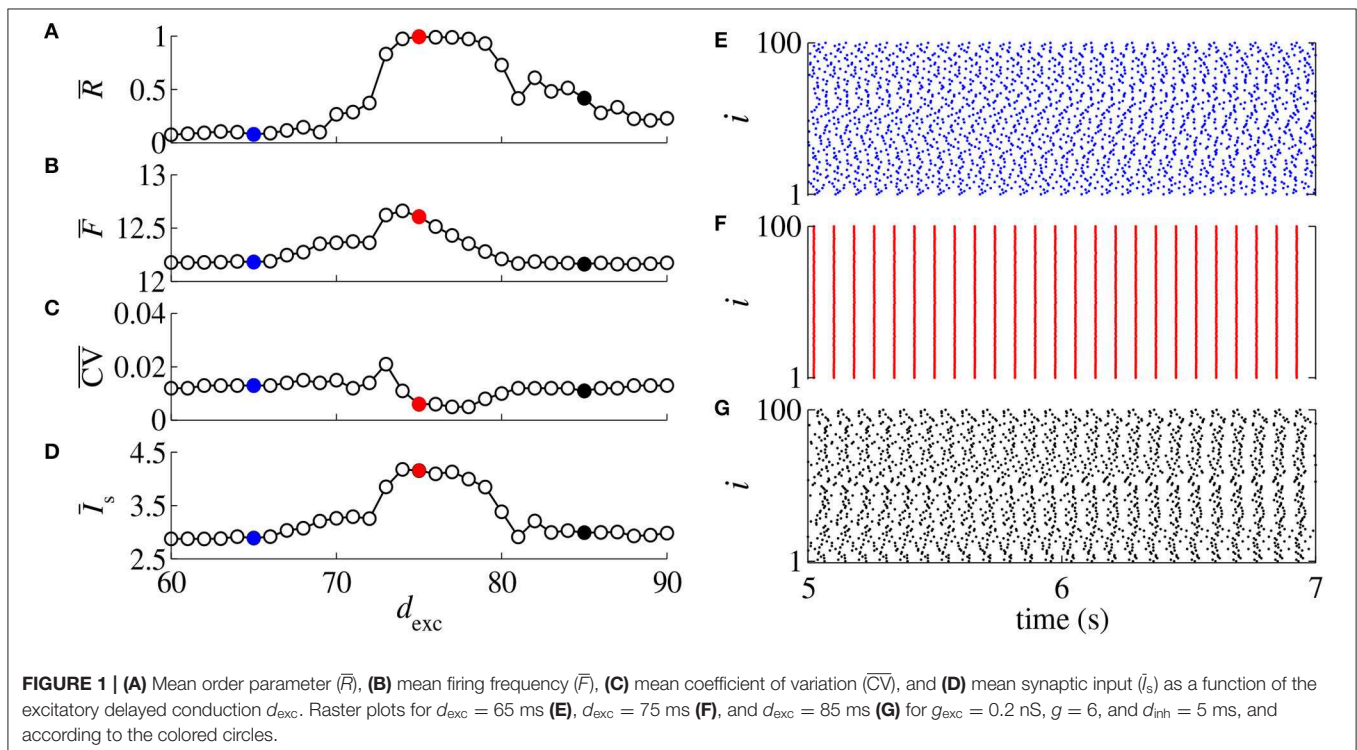 A
1
0.5
0
R̅
B
13
12.5
12
F̅
C
0.04
0.02
0
C̅V̅
D
4.5
3.5
2.5
I̅s
60 70 80 90
dexc
E
100
i
1
F
100
i
1
G
100
i
1
5 6 7
time (s)
FIGURE 1 | (A) Mean order parameter (R̅), (B) mean firing frequency (F̅), (C) mean coefficient of variation (C̅V̅), and (D) mean synaptic input (I̅s) as a function of the
excitatory delayed conduction dexc. Raster plots for dexc = 65 ms (E), dexc = 75 ms (F), and dexc = 85 ms (G) for gexc = 0.2 nS, g = 6, and dinh = 5 ms, and
according to the colored circles.